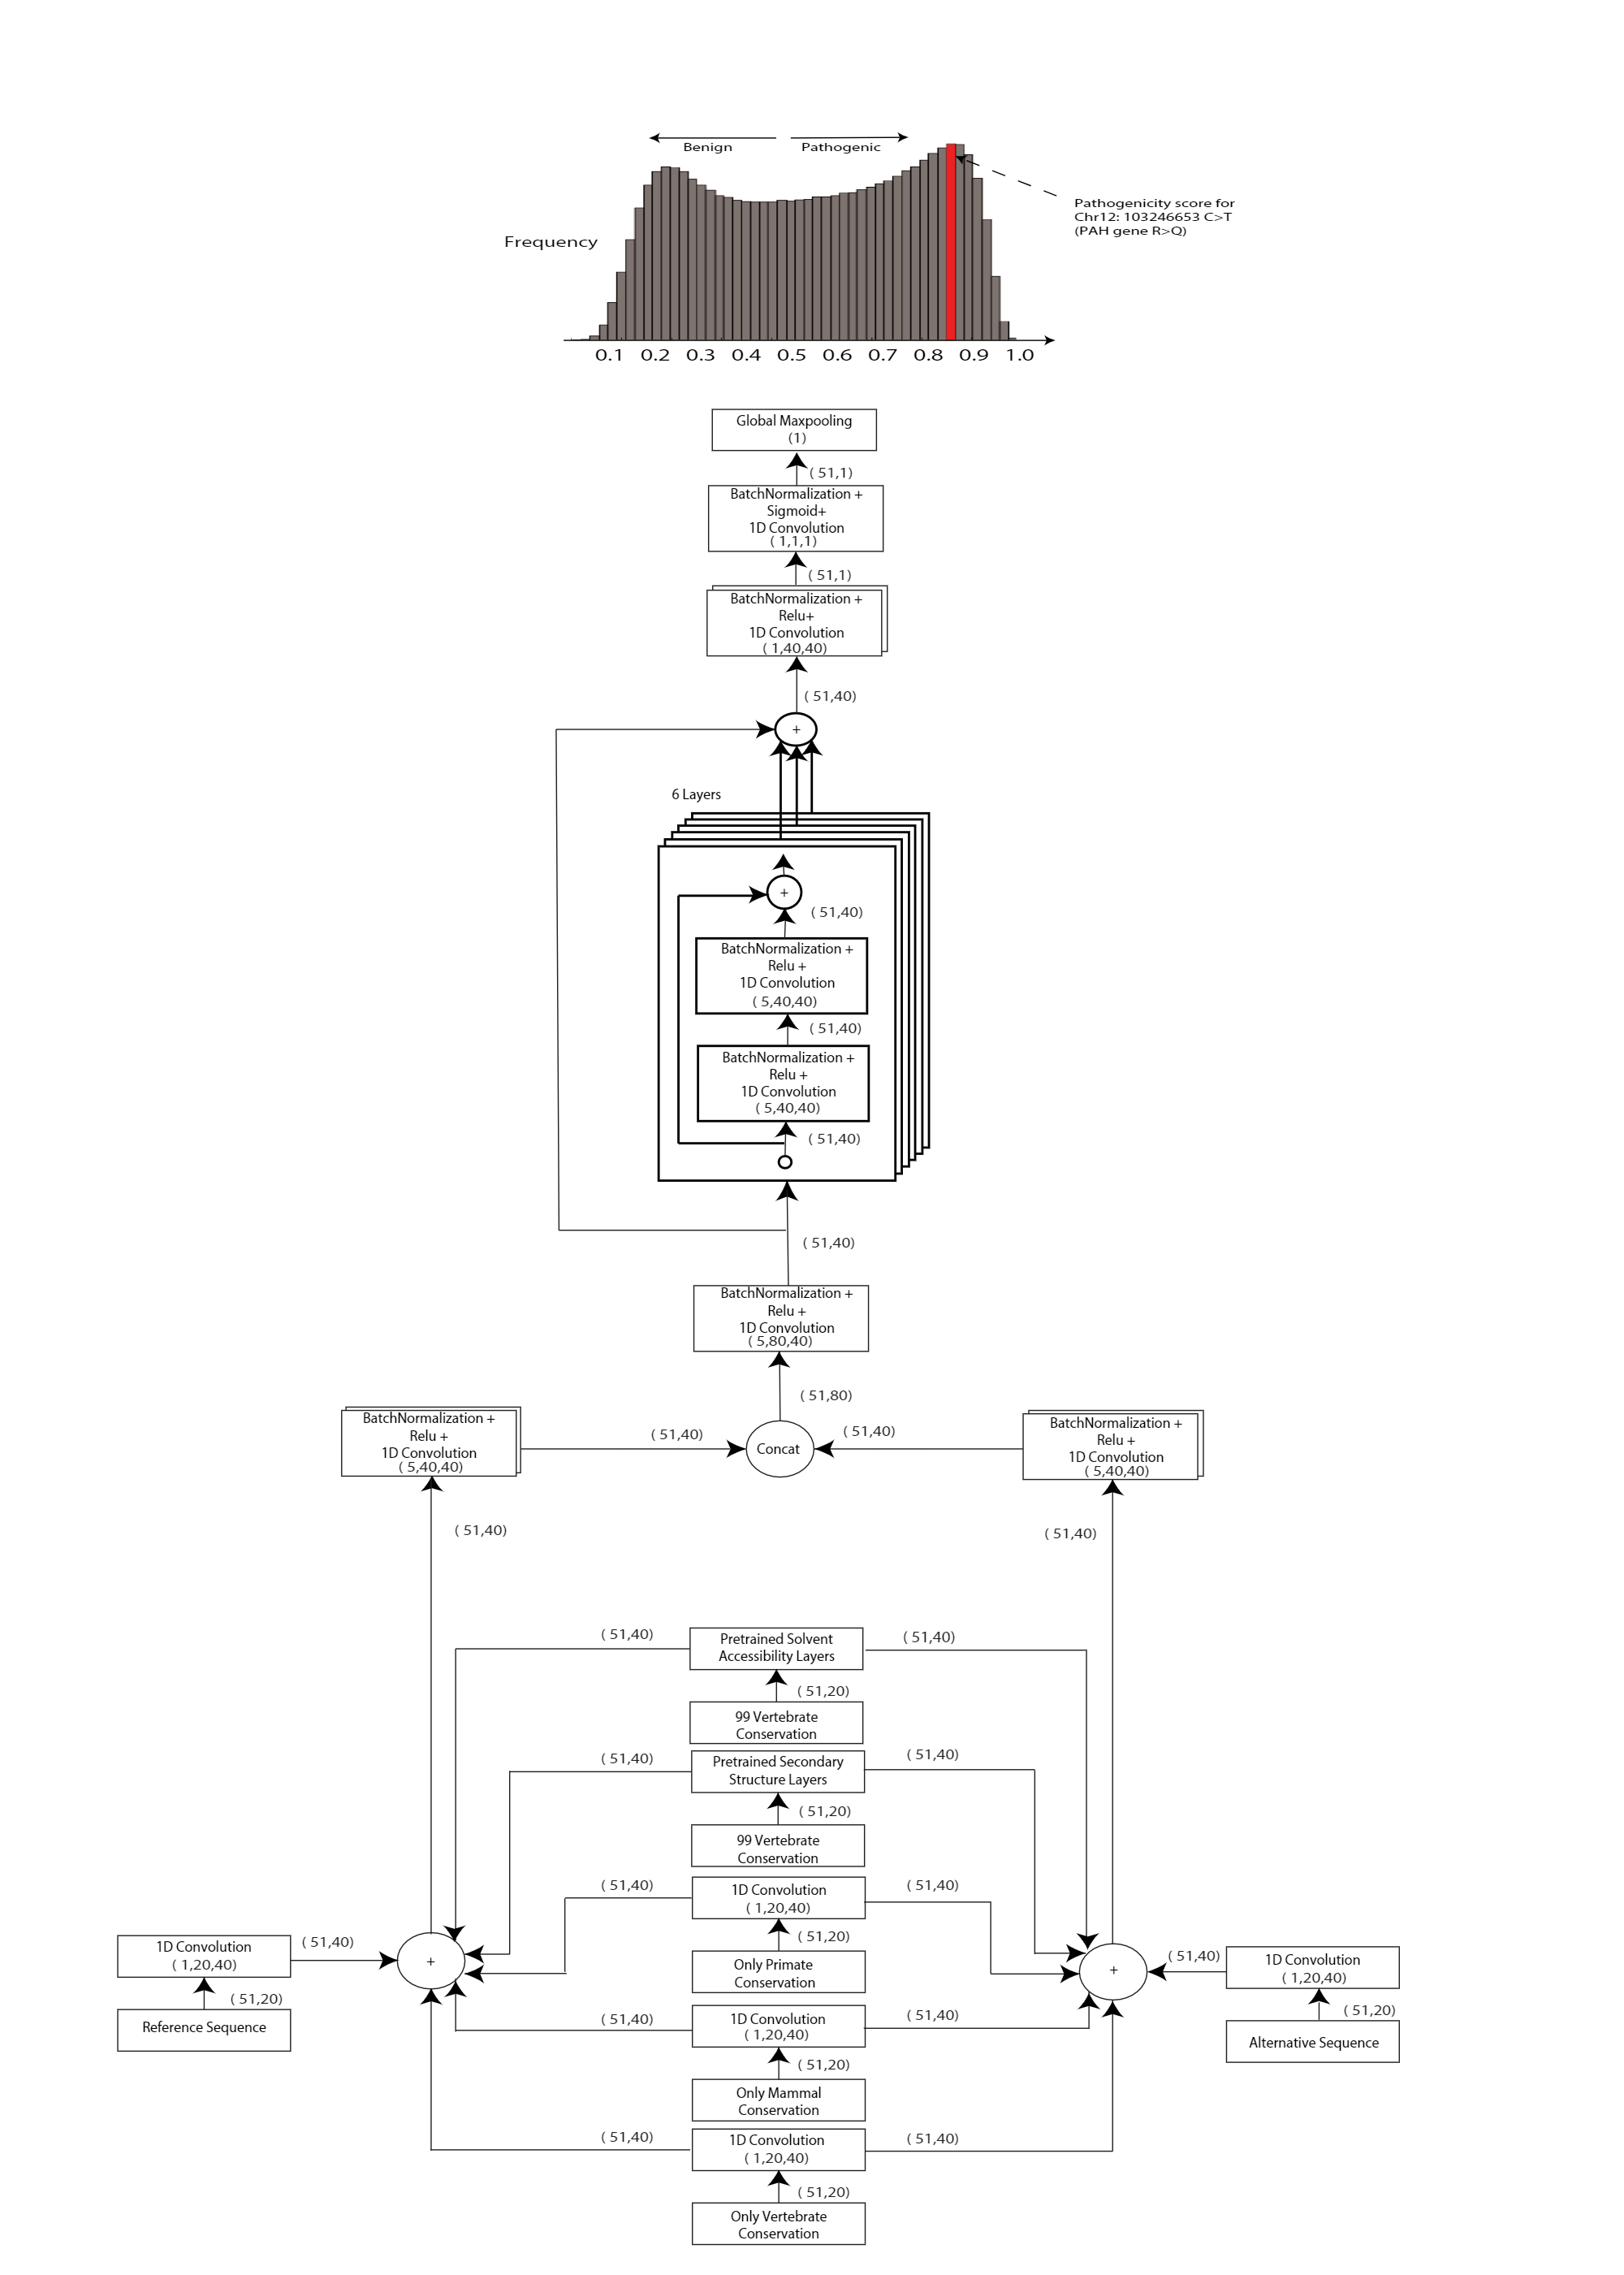 Benign
Pathogenic
Pathogenicity score for
Chr12: 103246653 C>T
(PAH gene R>Q)
Frequency
0.1 0.2 0.3 0.4 0.5 0.6 0.7 0.8 0.9 1.0
Global Maxpooling
(1)
( 51,1)
BatchNormalization +
Sigmoid+
1D Convolution
( 1,1,1)
( 51,1)
BatchNormalization +
Relu+
1D Convolution
( 1,40,40)
( 51,40)
+
6 Layers
+
( 51,40)
BatchNormalization +
Relu +
1D Convolution
( 5,40,40)
( 51,40)
BatchNormalization +
Relu +
1D Convolution
( 5,40,40)
( 51,40)
( 51,40)
BatchNormalization +
Relu +
1D Convolution
( 5,80,40)
( 51,80)
BatchNormalization +
Relu +
1D Convolution
( 5,40,40)
( 51,40)
Concat
( 51,40)
BatchNormalization +
Relu +
1D Convolution
( 5,40,40)
( 51,40)
( 51,40)
( 51,40)
Pretrained Solvent
Accessibility Layers
( 51,40)
( 51,20)
99 Vertebrate
Conservation
( 51,40)
Pretrained Secondary
Structure Layers
( 51,40)
( 51,20)
99 Vertebrate
Conservation
( 51,40)
1D Convolution
( 1,20,40)
( 51,40)
( 51,20)
Only Primate
Conservation
1D Convolution
( 1,20,40)
( 51,40)
+
( 51,20)
Reference Sequence
+
( 51,40)
1D Convolution
( 1,20,40)
( 51,20)
Alternative Sequence
( 51,40)
1D Convolution
( 1,20,40)
( 51,40)
( 51,20)
Only Mammal
Conservation
( 51,40)
1D Convolution
( 1,20,40)
( 51,40)
( 51,20)
Only Vertebrate
Conservation